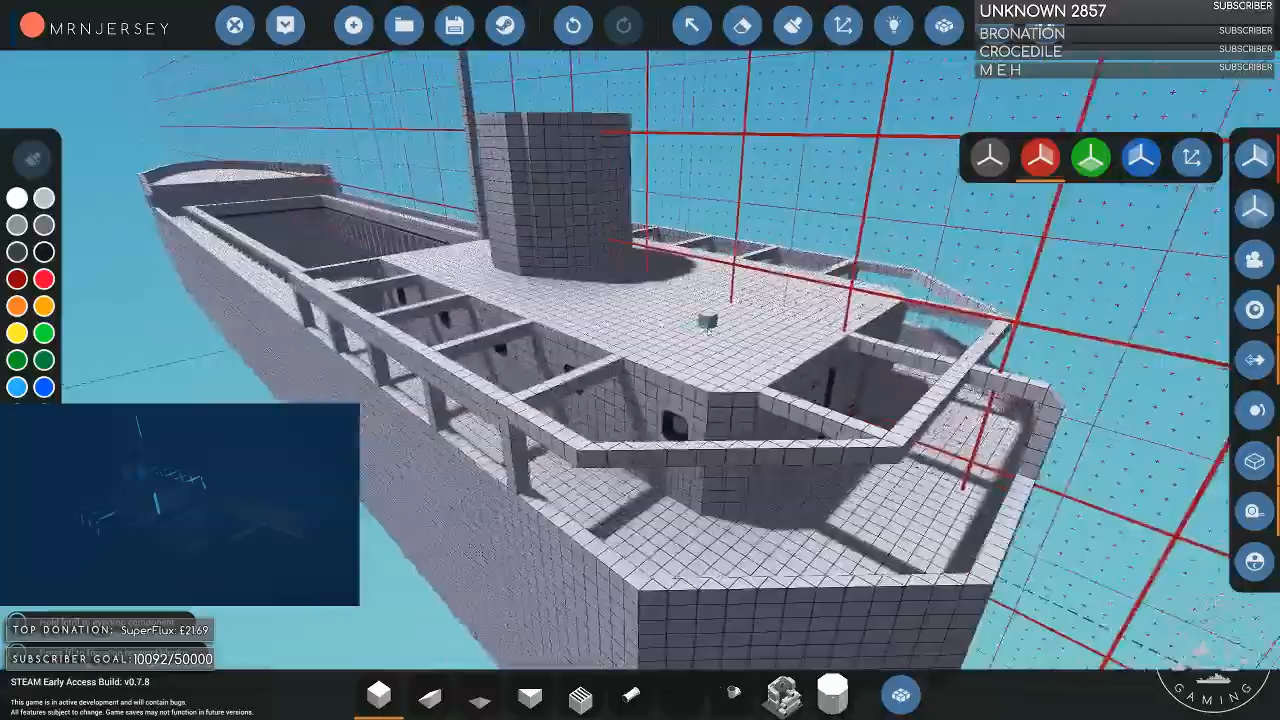 MRNJERSEY
UNKNOWN 2857 SUBSCRIBER
BRONATION SUBSCRIBER
CROCEDILE SUBSCRIBER
MEH SUBSCRIBER
TOP DONATION: SuperFlux: £21.69
SUBSCRIBER GOAL: 10092/50000
STEAM Early Access Build: v0.7.8
This game is in active development and will contain bugs.
All features subject to change. Game saves may not function in future versions.
GAMING